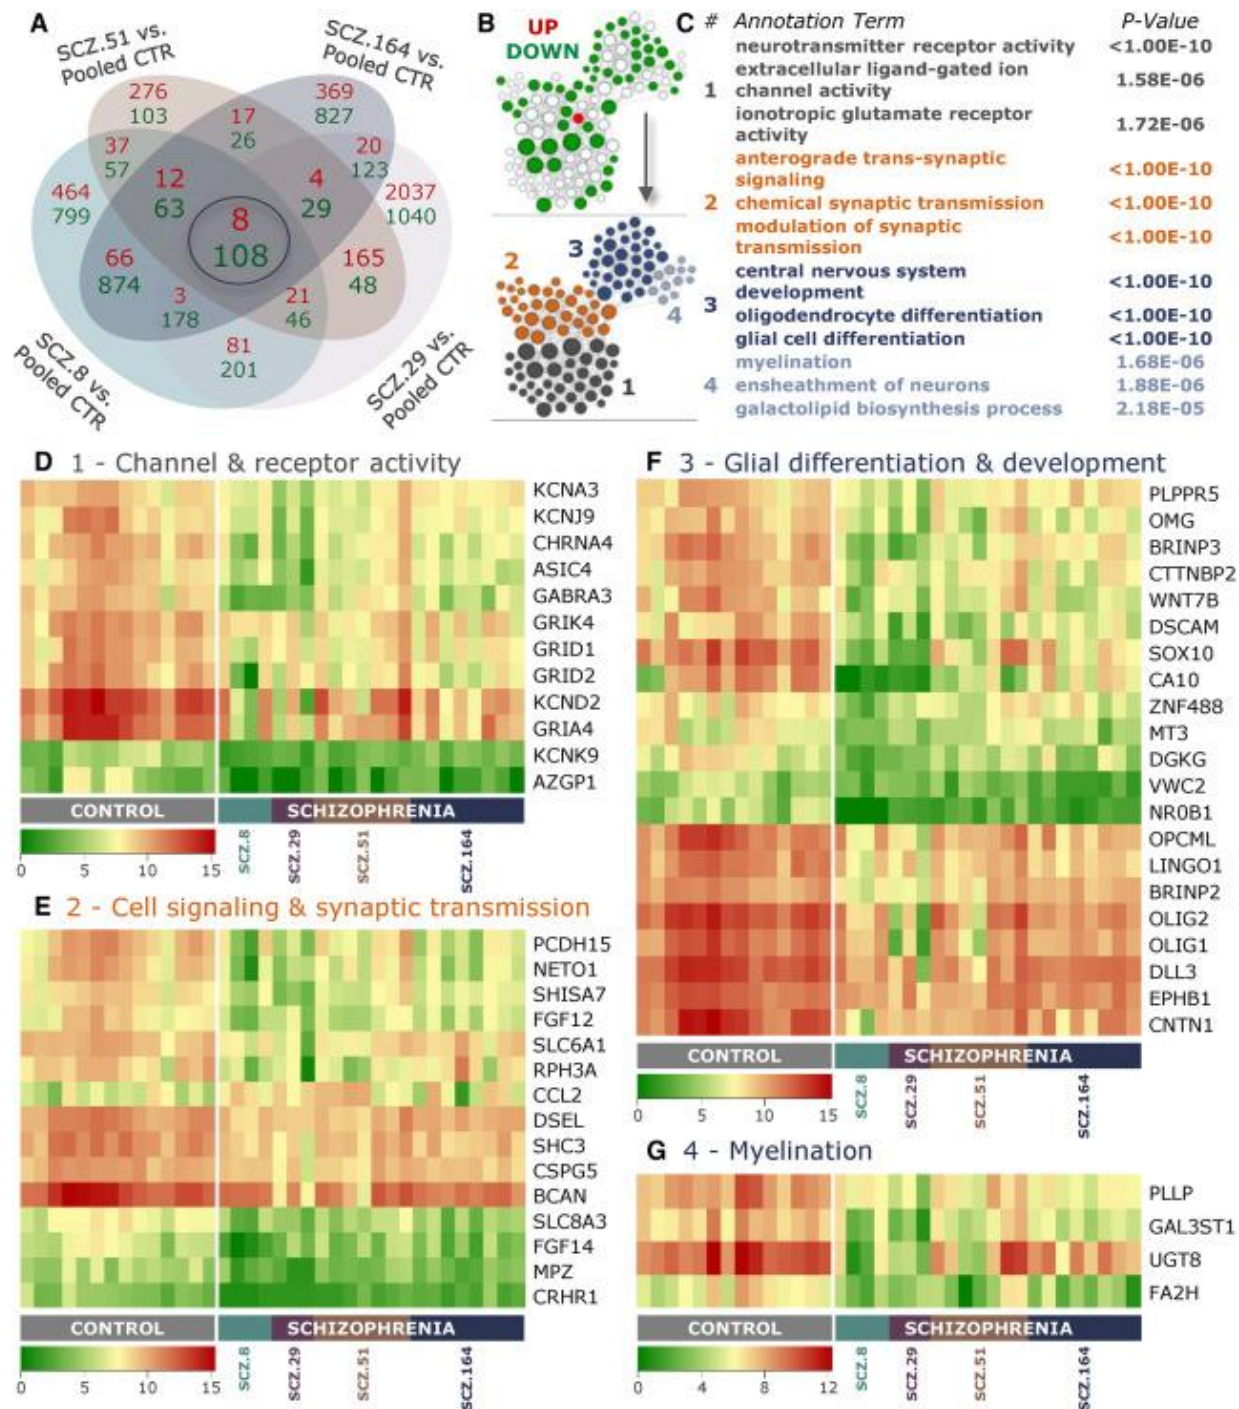 A
SCZ.51 vs.
Pooled CTR
SCZ.164 vs.
Pooled CTR
276
103
369
827
17
26
37
57
20
123
12
63
4
29
464
799
2037
1040
8
108
66
874
165
48
3
178
21
46
81
201
SCZ.8 vs.
Pooled CTR
SCZ.29 vs.
Pooled CTR
B
UP
DOWN
2
3
4
1
C # Annotation Term P-Value
neurotransmitter receptor activity <1.00E-10
extracellular ligand-gated ion
channel activity 1.58E-06
1
ionotropic glutamate receptor
activity 1.72E-06
anterograde trans-synaptic
signaling <1.00E-10
2 chemical synaptic transmission <1.00E-10
modulation of synaptic
transmission <1.00E-10
central nervous system
development <1.00E-10
3
oligodendrocyte differentiation <1.00E-10
glial cell differentiation <1.00E-10
myelination 1.68E-06
4 ensheathment of neurons 1.88E-06
galactolipid biosynthesis process 2.18E-05
D 1 - Channel & receptor activity
KCNA3
KCNJ9
CHRNA4
ASIC4
GABRA3
GRIK4
GRID1
GRID2
KCND2
GRIA4
KCNK9
AZGP1
CONTROL SCHIZOPHRENIA
0 5 10 15
SCZ.8
SCZ.29
SCZ.51
SCZ.164
E 2 - Cell signaling & synaptic transmission
PCDH15
NETO1
SHISA7
FGF12
SLC6A1
RPH3A
CCL2
DSEL
SHC3
CSPG5
BCAN
SLC8A3
FGF14
MPZ
CRHR1
CONTROL SCHIZOPHRENIA
0 5 10 15
SCZ.8
SCZ.29
SCZ.51
SCZ.164
F 3 - Glial differentiation & development
PLPPR5
OMG
BRINP3
CTTNBP2
WNT7B
DSCAM
SOX10
CA10
ZNF488
MT3
DGKG
VWC2
NR0B1
OPCML
LINGO1
BRINP2
OLIG2
OLIG1
DLL3
EPHB1
CNTN1
CONTROL SCHIZOPHRENIA
0 5 10 15
SCZ.8
SCZ.29
SCZ.51
SCZ.164
G 4 - Myelination
PLLP
GAL3ST1
UGT8
FA2H
CONTROL SCHIZOPHRENIA
0 4 8 12
SCZ.8
SCZ.29
SCZ.51
SCZ.164